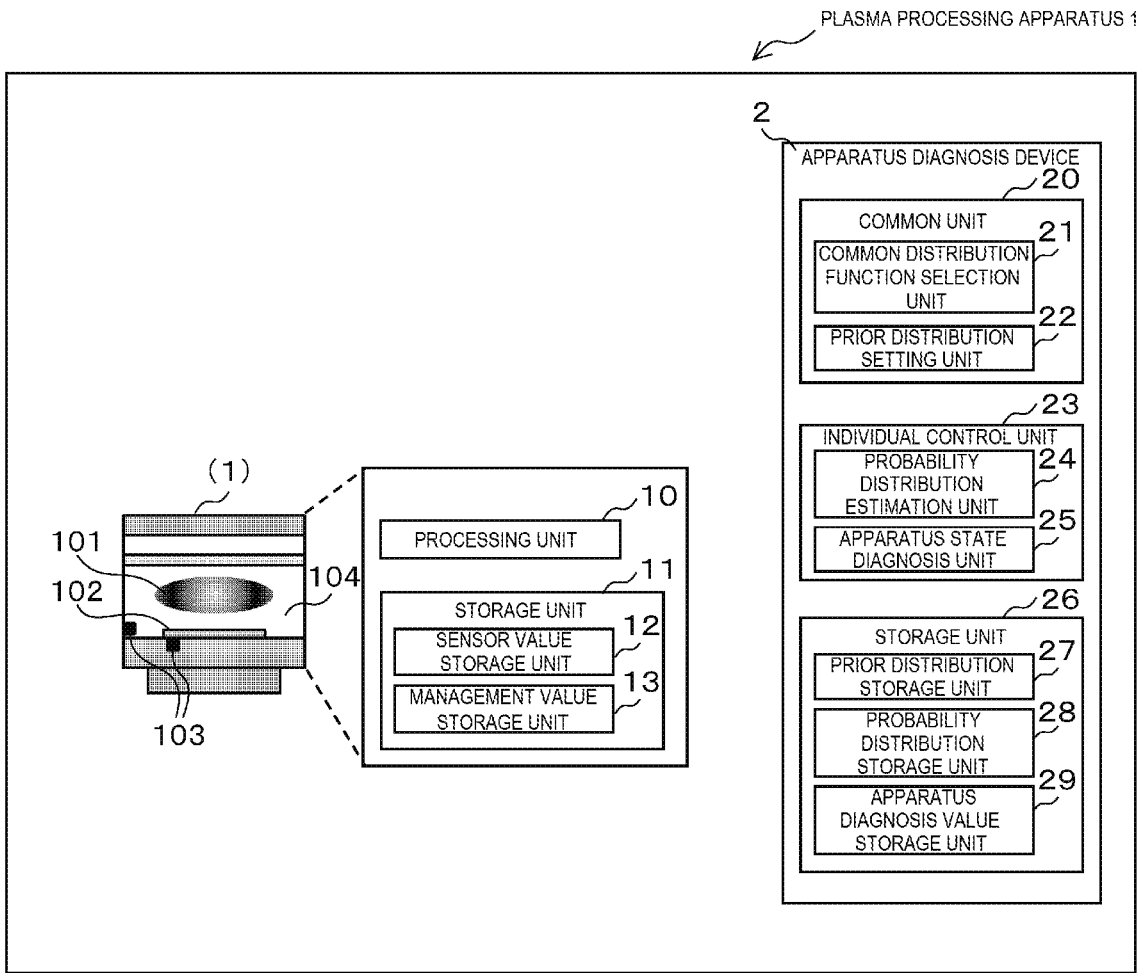 PLASMA PROCESSING APPARATUS 1
2
APPARATUS DIAGNOSIS DEVICE
20
COMMON UNIT
21
COMMON DISTRIBUTION
FUNCTION SELECTION
UNIT
22
PRIOR DISTRIBUTION
SETTING UNIT
23
INDIVIDUAL CONTROL UNIT
24
PROBABILITY
DISTRIBUTION
ESTIMATION UNIT
25
APPARATUS STATE
DIAGNOSIS UNIT
26
STORAGE UNIT
27
PRIOR DISTRIBUTION
STORAGE UNIT
28
PROBABILITY
DISTRIBUTION
STORAGE UNIT
29
APPARATUS
DIAGNOSIS VALUE
STORAGE UNIT
(1)
101
102
104
103
10
PROCESSING UNIT
11
STORAGE UNIT
12
SENSOR VALUE
STORAGE UNIT
13
MANAGEMENT VALUE
STORAGE UNIT